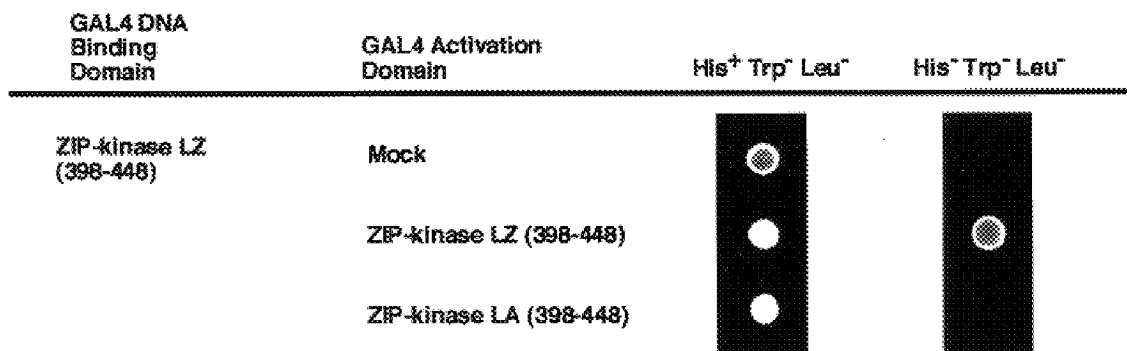 GAL4 DNA
Binding
Domain
GAL4 Activation
Domain
His⁺ Trp⁻ Leu⁻
His⁻ Trp⁻ Leu⁻
ZIP-kinase LZ
(398-448)
Mock
ZIP-kinase LZ (398-448)
ZIP-kinase LA (398-448)